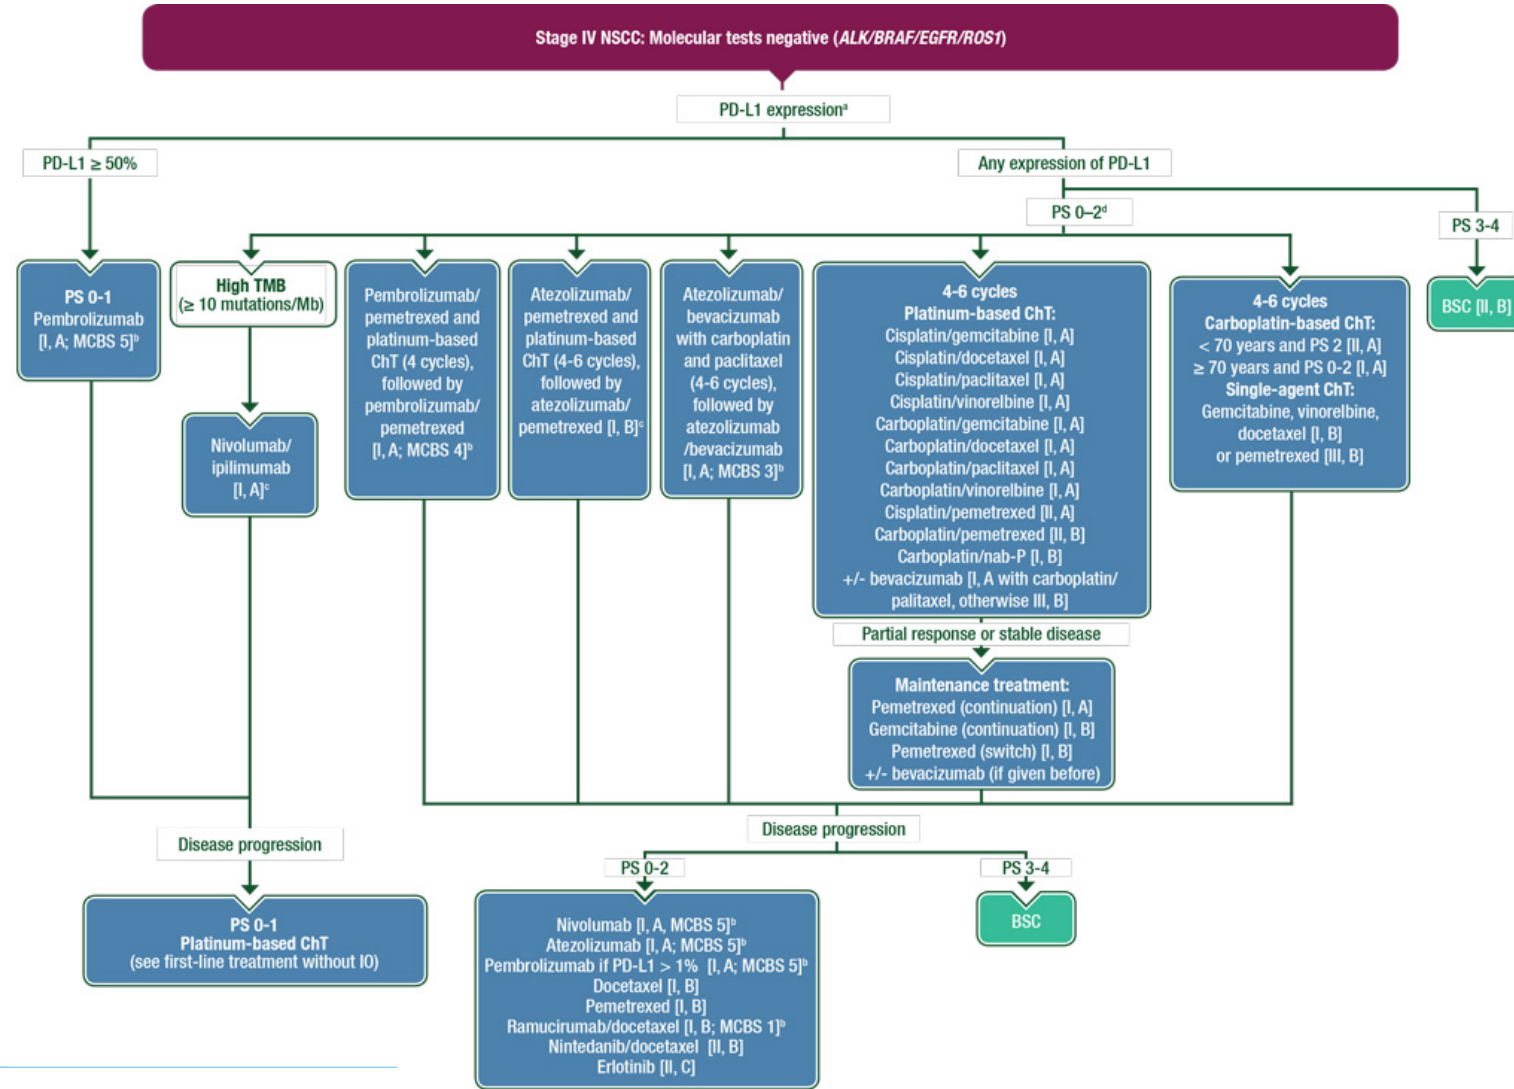 Stage IV NSCC: Molecular tests negative (ALK/BRAF/EGFR/ROS1)
PD-L1 expressionᵃ
PD-L1 ≥ 50%
Any expression of PD-L1
PS 0–2ᵈ
PS 3-4
PS 0-1
Pembrolizumab
[I, A; MCBS 5]ᵇ
High TMB
(≥ 10 mutations/Mb)
Nivolumab/
ipilimumab
[I, A]ᶜ
Pembrolizumab/
pemetrexed and
platinum-based
ChT (4 cycles),
followed by
pembrolizumab/
pemetrexed
[I, A; MCBS 4]ᵇ
Atezolizumab/
pemetrexed and
platinum-based
ChT (4-6 cycles),
followed by
atezolizumab/
pemetrexed [I, B]ᶜ
Atezolizumab/
bevacizumab
with carboplatin
and paclitaxel
(4-6 cycles),
followed by
atezolizumab
/bevacizumab
[I, A; MCBS 3]ᵇ
4-6 cycles
Platinum-based ChT:
Cisplatin/gemcitabine [I, A]
Cisplatin/docetaxel [I, A]
Cisplatin/paclitaxel [I, A]
Cisplatin/vinorelbine [I, A]
Carboplatin/gemcitabine [I, A]
Carboplatin/docetaxel [I, A]
Carboplatin/paclitaxel [I, A]
Carboplatin/vinorelbine [I, A]
Cisplatin/pemetrexed [II, A]
Carboplatin/pemetrexed [II, B]
Carboplatin/nab-P [I, B]
+/- bevacizumab [I, A with carboplatin/
palitaxel, otherwise III, B]
4-6 cycles
Carboplatin-based ChT:
< 70 years and PS 2 [II, A]
≥ 70 years and PS 0-2 [I, A]
Single-agent ChT:
Gemcitabine, vinorelbine,
docetaxel [I, B]
or pemetrexed [III, B]
BSC [II, B]
Partial response or stable disease
Maintenance treatment:
Pemetrexed (continuation) [I, A]
Gemcitabine (continuation) [I, B]
Pemetrexed (switch) [I, B]
+/- bevacizumab (if given before)
Disease progression
PS 0-1
Platinum-based ChT
(see first-line treatment without IO)
Disease progression
PS 0-2
PS 3-4
Nivolumab [I, A, MCBS 5]ᵇ
Atezolizumab [I, A; MCBS 5]ᵇ
Pembrolizumab if PD-L1 > 1% [I, A; MCBS 5]ᵇ
Docetaxel [I, B]
Pemetrexed [I, B]
Ramucirumab/docetaxel [I, B; MCBS 1]ᵇ
Nintedanib/docetaxel [II, B]
Erlotinib [II, C]
BSC